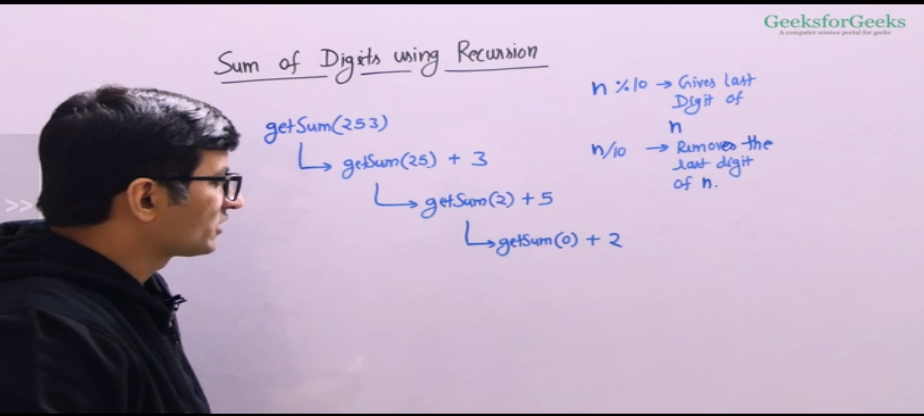 GeeksforGeeks
A computer science portal for geeks
Sum of Digits using Recursion
getSum(253)
getSum(25) + 3
getSum(2) + 5
getSum(0) + 2
n %10 → Gives last
Digit of
n
n/10 → Removes the
last digit
of n.
>>